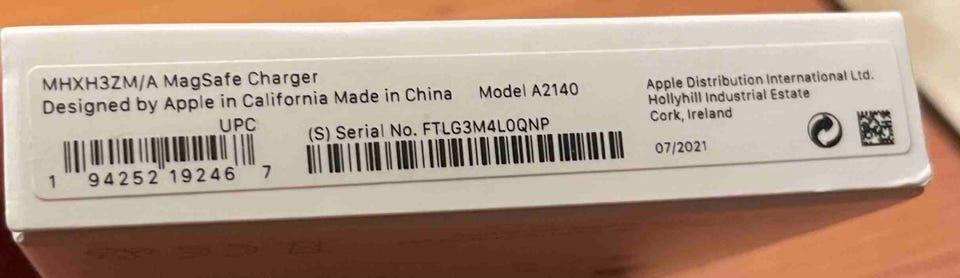 MHXH3ZM/A MagSafe Charger
Designed by Apple in California Made in China Model A2140
UPC
1 94252 19246 7
(S) Serial No. FTLG3M4L0QNP
Apple Distribution International Ltd.
Hollyhill Industrial Estate
Cork, Ireland
07/2021